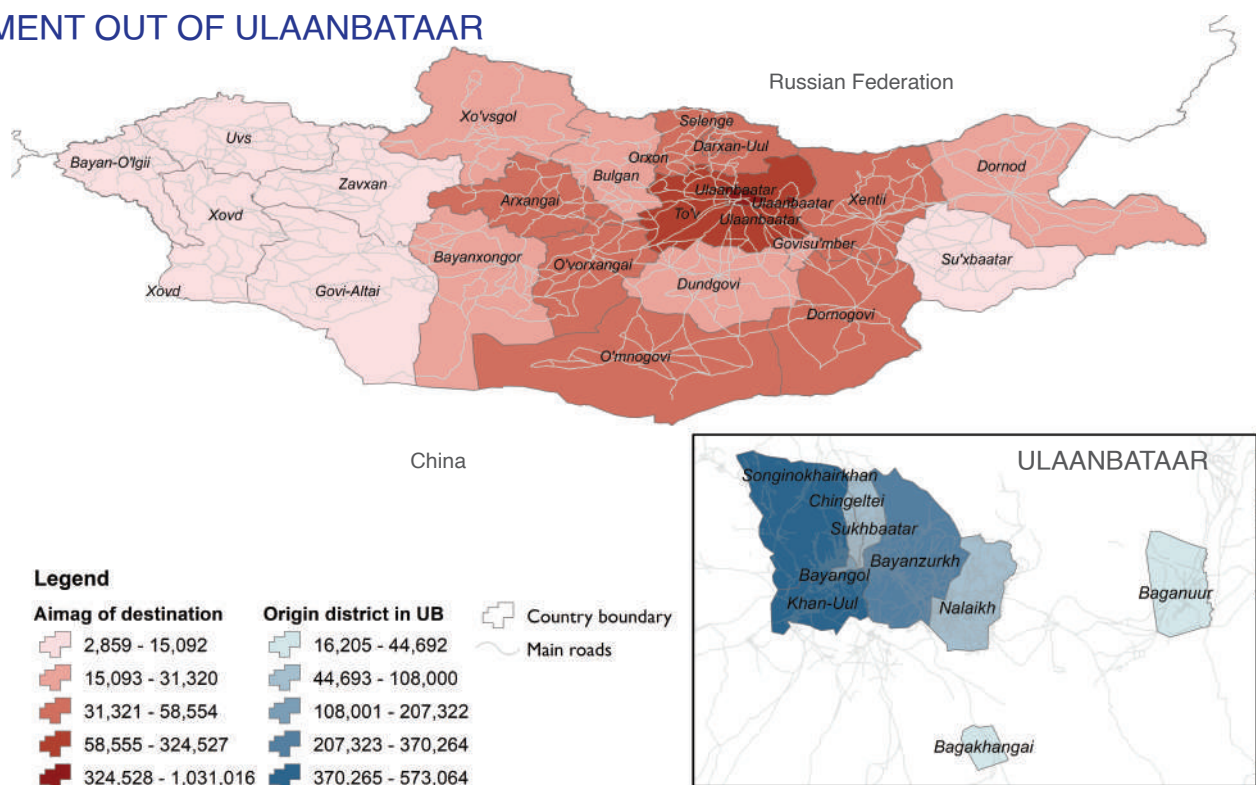 MENT OUT OF ULAANBATAAR
Russian Federation
Xo'vsgol
Selenge
Uvs
Darxan-Uul
Bayan-O'lgii
Orxon
Dornod
Bulgan
Zavxan
Ulaanbaatar
Arxangai
Xentii
Ulaanbaatar
Xovd
To'v
Ulaanbaatar
Govisu'mber
Bayanxongor
O'vorxangai
Su'xbaatar
Dundgovi
Xovd
Govi-Altai
Dornogovi
O'mnogovi
China
ULAANBATAAR
Songinokhairkhan
Chingeltei
Sukhbaatar
Bayanzurkh
Bayangol
Khan-Uul
Nalaikh
Baganuur
Bagakhangai
Legend
Aimag of destination
2,859 - 15,092
15,093 - 31,320
31,321 - 58,554
58,555 - 324,527
324,528 - 1,031,016
Origin district in UB
16,205 - 44,692
44,693 - 108,000
108,001 - 207,322
207,323 - 370,264
370,265 - 573,064
Country boundary
Main roads